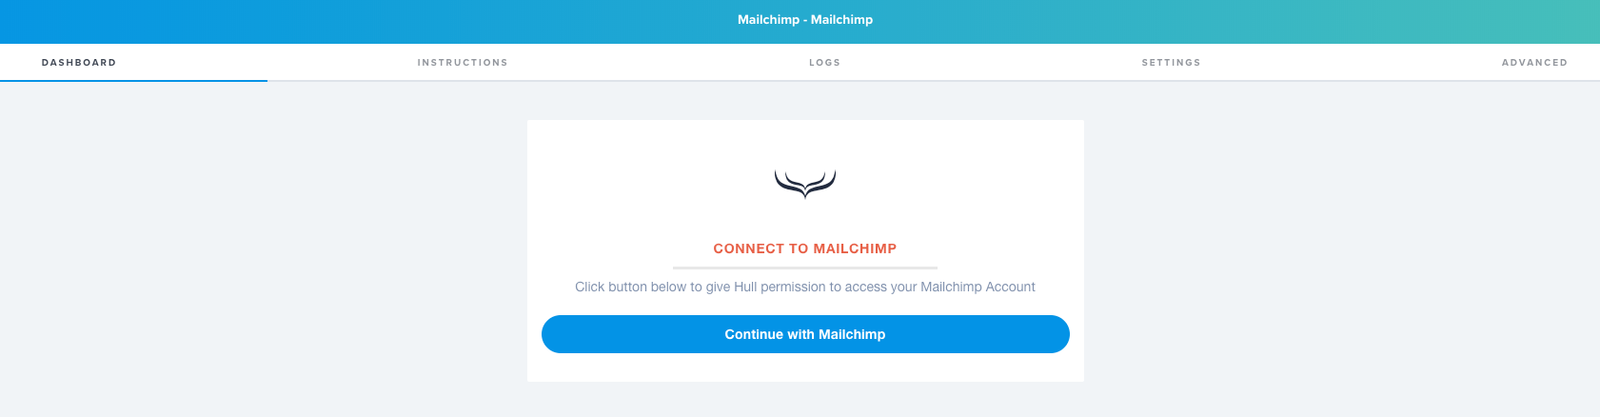 Mailchimp - Mailchimp
DASHBOARD INSTRUCTIONS LOGS SETTINGS ADVANCED
CONNECT TO MAILCHIMP
Click button below to give Hull permission to access your Mailchimp Account
Continue with Mailchimp